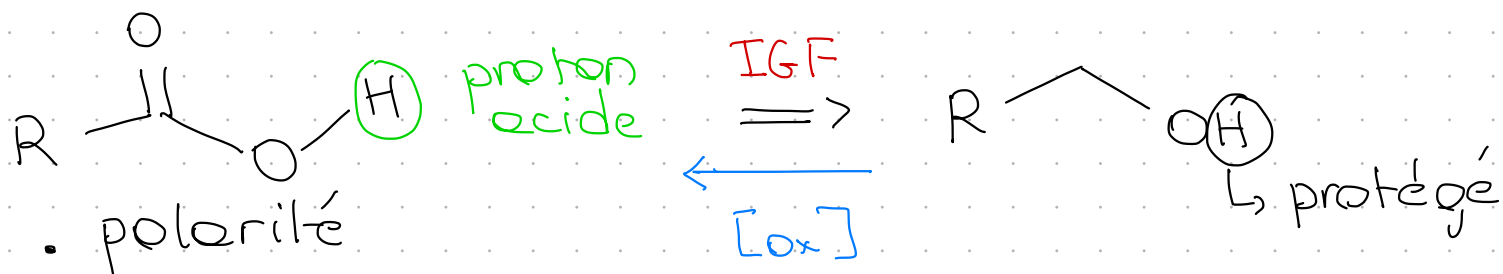 O
R
O
H
proton
acide
. polarité
IGF
[ox]
R
OH
↳ protégé